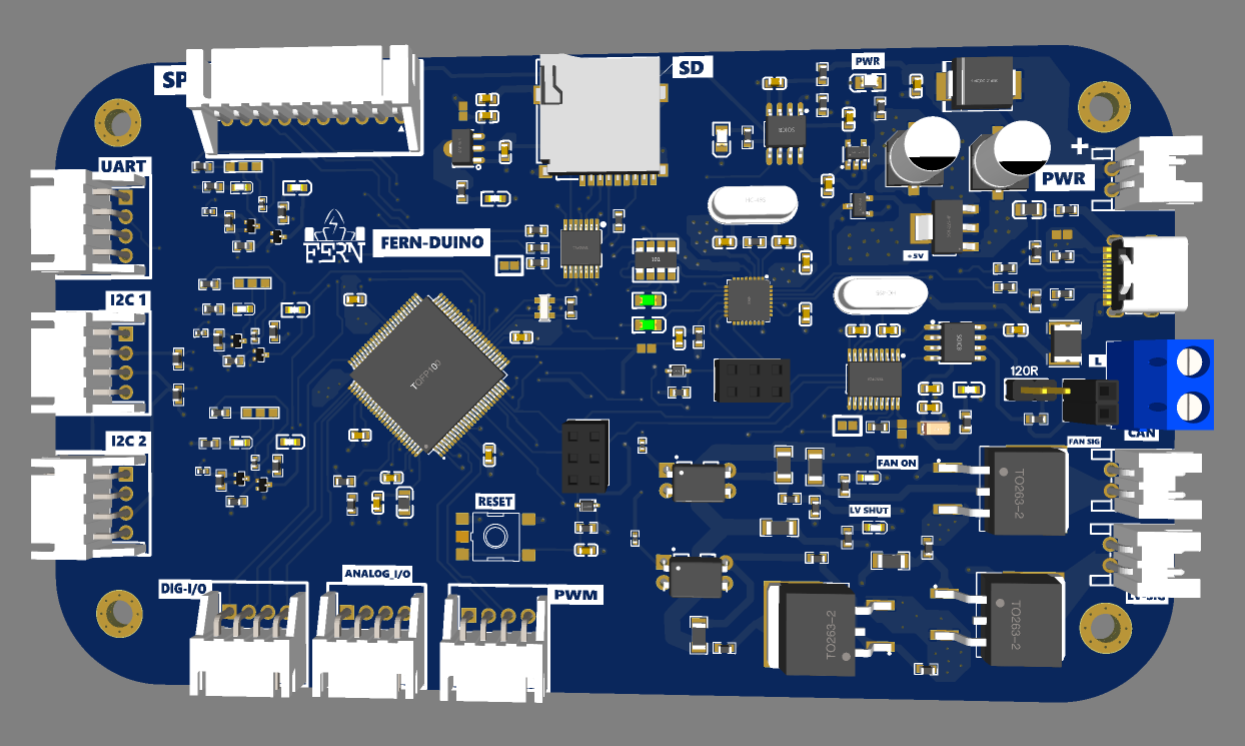 SP
SD
PWR
UART
+
PWR
FERN
FERN-DUINO
+5V
I2C 1
TQFP100
120R
L
I2C 2
CAN
FAN SIG
FAN ON
TO263-2
RESET
LV SHUT
ANALOG_I/O
DIG-I/O
PWM
LV-SIG
TO263-2
TO263-2